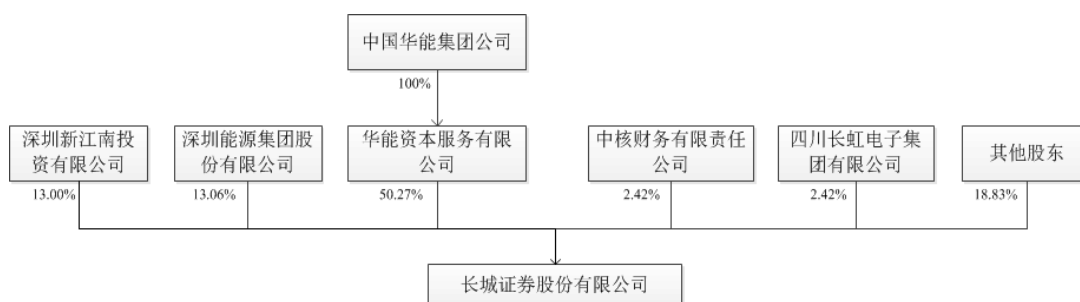 中国华能集团公司
100%
深圳新江南投
资有限公司
深圳能源集团股
份有限公司
华能资本服务有限
公司
中核财务有限责任
公司
四川长虹电子集
团有限公司
其他股东
13.00%
13.06%
50.27%
2.42%
2.42%
18.83%
长城证券股份有限公司